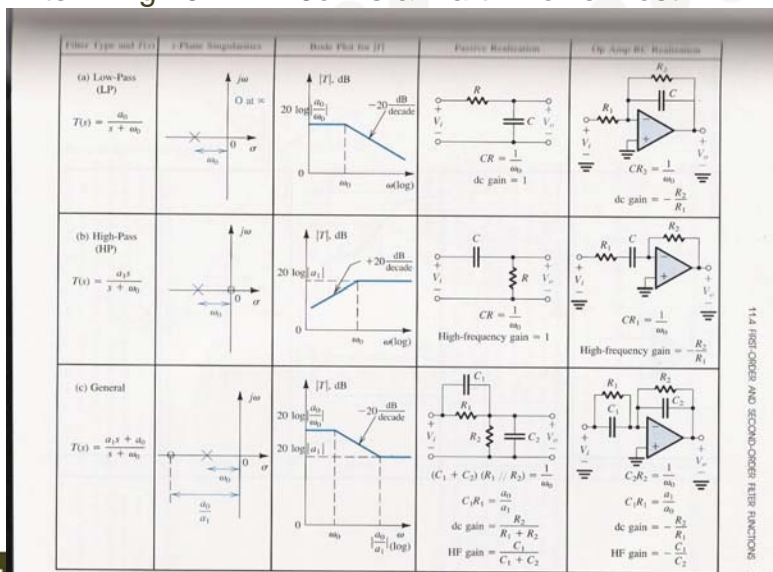 Filter Type and T(s) s-Plane Singularities Bode Plot for |T| Passive Realization Op Amp-RC Realization
(a) Low-Pass
(LP)
T(s) = a₀ / (s + ω₀)
jω
O at ∞
0
σ
ω₀
|T|, dB
20 log |a₀/ω₀|
−20 dB/decade
0
ω₀
ω(log)
R
+
Vᵢ
−
C
+
Vₒ
−
CR = 1/ω₀
dc gain = 1
R₂
C
R₁
+
Vᵢ
−
−
+
+
Vₒ
−
CR₂ = 1/ω₀
dc gain = −R₂/R₁
(b) High-Pass
(HP)
T(s) = a₁s / (s + ω₀)
jω
0
σ
ω₀
|T|, dB
20 log |a₁|
+20 dB/decade
0
ω₀
ω(log)
C
+
Vᵢ
−
R
+
Vₒ
−
CR = 1/ω₀
High-frequency gain = 1
R₂
R₁
C
+
Vᵢ
−
−
+
+
Vₒ
−
CR₁ = 1/ω₀
High-frequency gain = −R₂/R₁
(c) General
T(s) = (a₁s + a₀) / (s + ω₀)
jω
0
σ
ω₀
a₀/a₁
|T|, dB
20 log |a₀/ω₀|
20 log |a₁|
−20 dB/decade
0
ω₀
|a₀/a₁|
ω
(log)
C₁
R₁
+
Vᵢ
−
R₂
C₂
+
Vₒ
−
(C₁ + C₂) (R₁ // R₂) = 1/ω₀
C₁R₁ = a₀/a₁
dc gain = R₂/(R₁ + R₂)
HF gain = C₁/(C₁ + C₂)
R₁
C₁
R₂
C₂
+
Vᵢ
−
−
+
+
Vₒ
−
C₂R₂ = 1/ω₀
C₁R₁ = a₁/a₀
dc gain = −R₂/R₁
HF gain = −C₁/C₂
11.4 FIRST-ORDER AND SECOND-ORDER FILTER FUNCTIONS